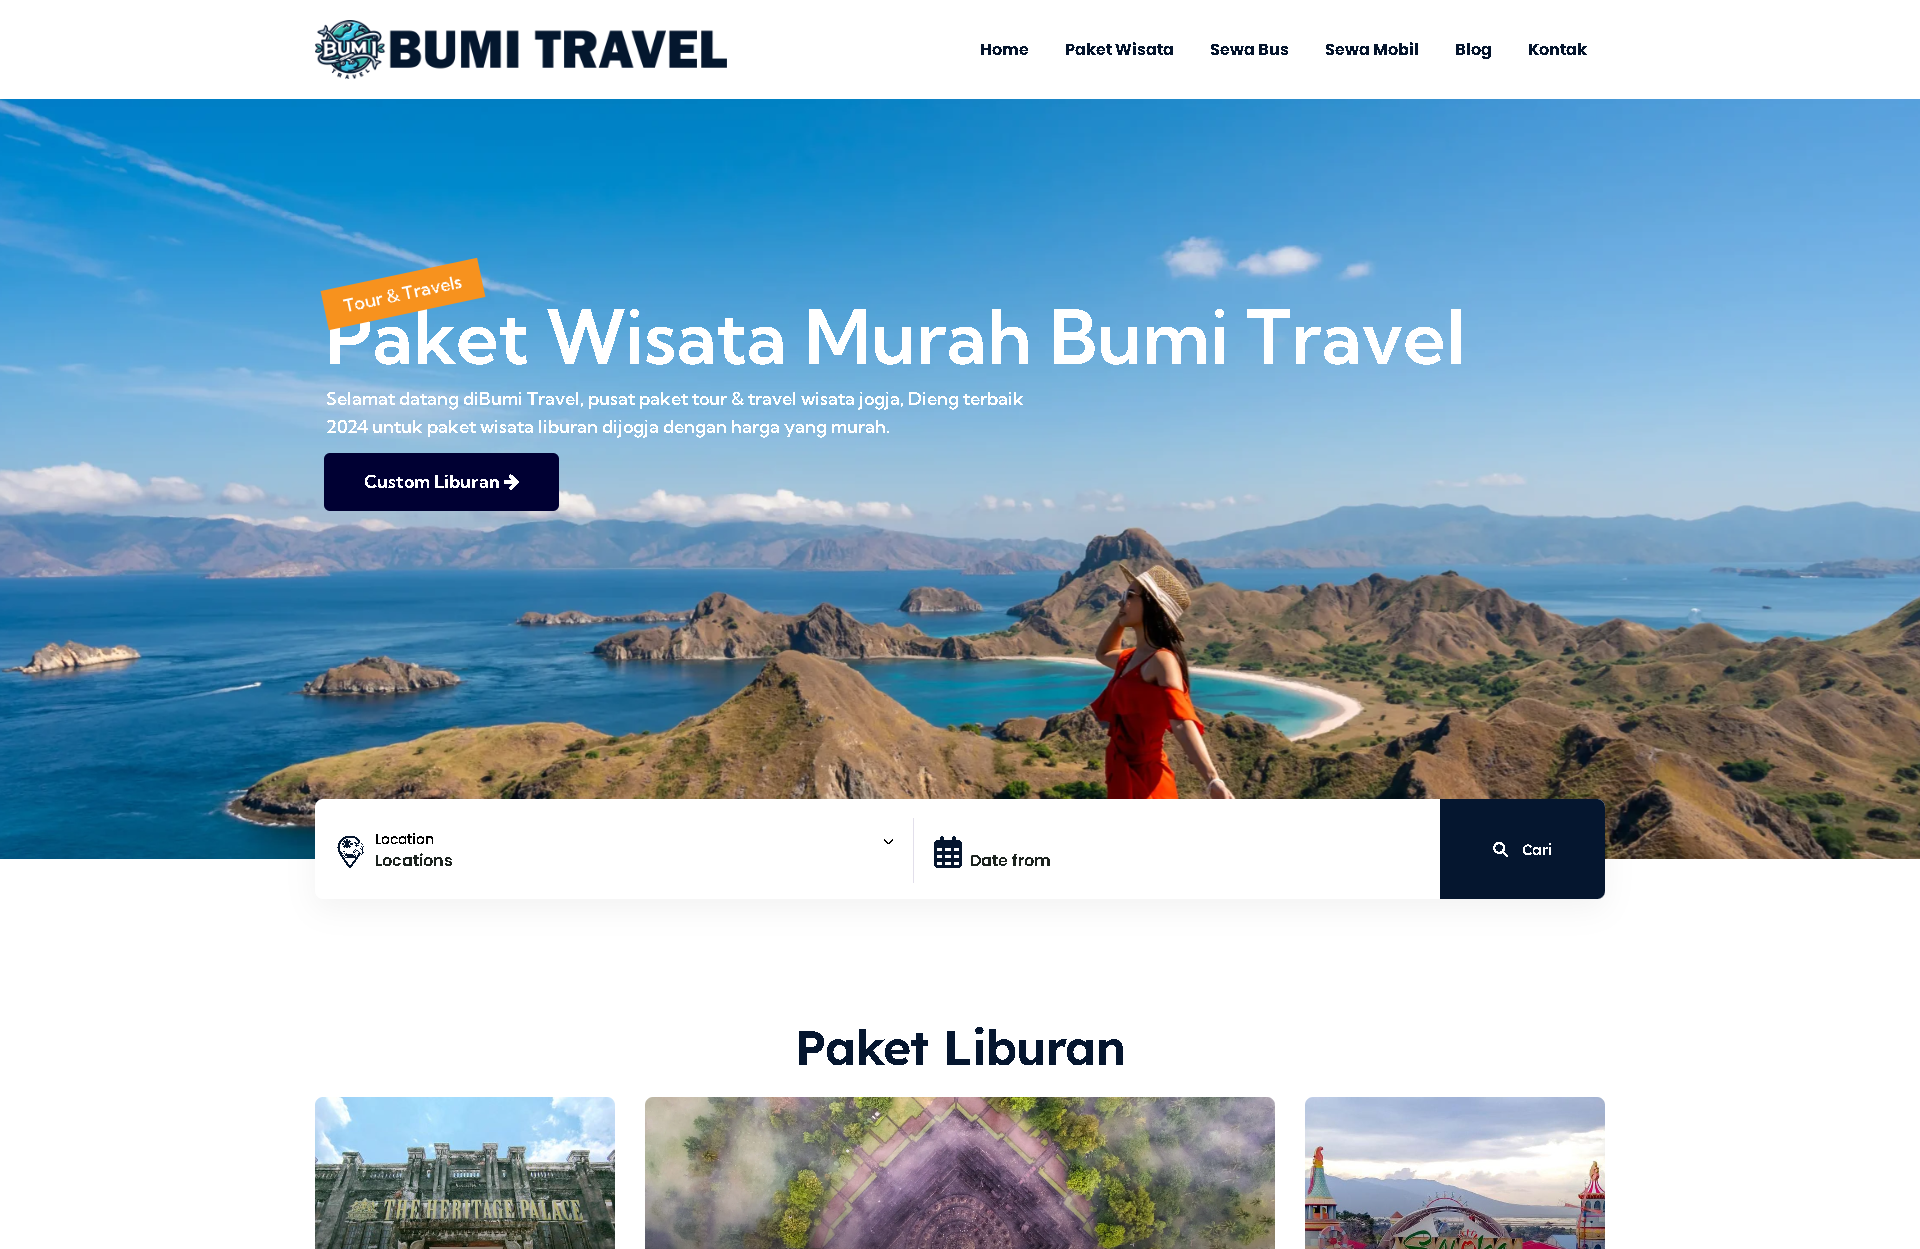 BUMI
TRAVEL
BUMI TRAVEL
Home Paket Wisata Sewa Bus Sewa Mobil Blog Kontak
Tour & Travels
Paket Wisata Murah Bumi Travel
Selamat datang diBumi Travel, pusat paket tour & travel wisata jogja, Dieng terbaik
2024 untuk paket wisata liburan dijogja dengan harga yang murah.
Custom Liburan
Location
Locations
Date from
Cari
Paket Liburan
THE HERITAGE PALACE